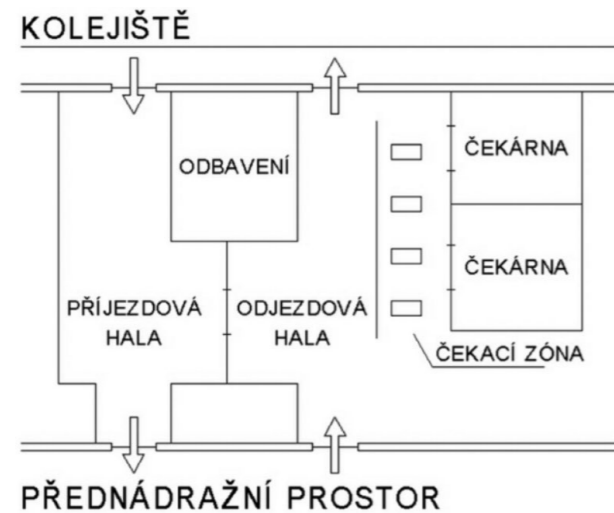 KOLEJIŠTĚ
ODBAVENÍ
ČEKÁRNA
ČEKÁRNA
PŘÍJEZDOVÁ
HALA
ODJEZDOVÁ
HALA
ČEKACÍ ZÓNA
PŘEDNÁDRAŽNÍ PROSTOR